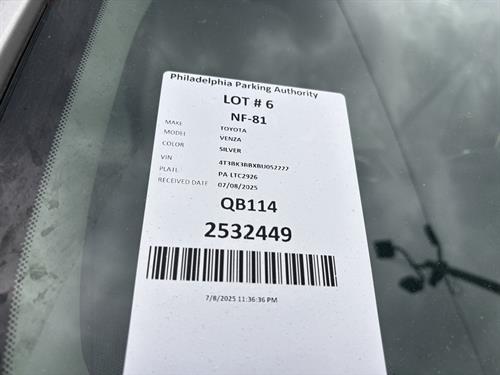 Philadelphia Parking Authority
LOT # 6
NF-81
MAKE TOYOTA
MODEL VENZA
COLOR SILVER
VIN
PLATE PA LTC2926
RECEIVED DATE 07/08/2025
QB114
2532449
7/8/2025 11:36:36 PM